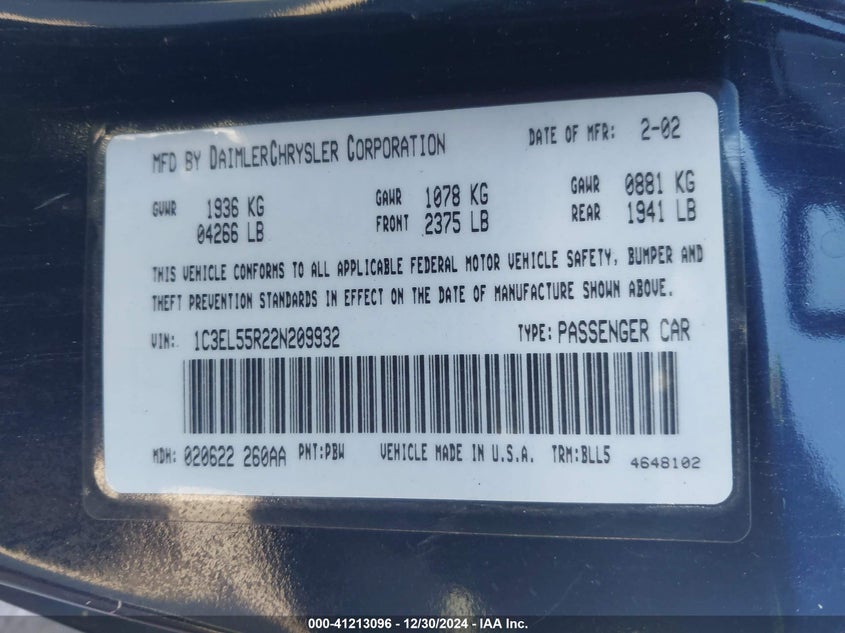 MFD BY DAIMLERCHRYSLER CORPORATION DATE OF MFR: 2-02
GVWR 1936 KG GAWR 1078 KG GAWR 0881 KG
04266 LB FRONT 2375 LB REAR 1941 LB
THIS VEHICLE CONFORMS TO ALL APPLICABLE FEDERAL MOTOR VEHICLE SAFETY, BUMPER AND
THEFT PREVENTION STANDARDS IN EFFECT ON THE DATE OF MANUFACTURE SHOWN ABOVE.
VIN: 1C3EL55R22N209932 TYPE: PASSENGER CAR
MDH: 020622 260AA PNT:PBW VEHICLE MADE IN U.S.A. TRM:BLL5 4648102
000-41213096 - 12/30/2024 - IAA Inc.